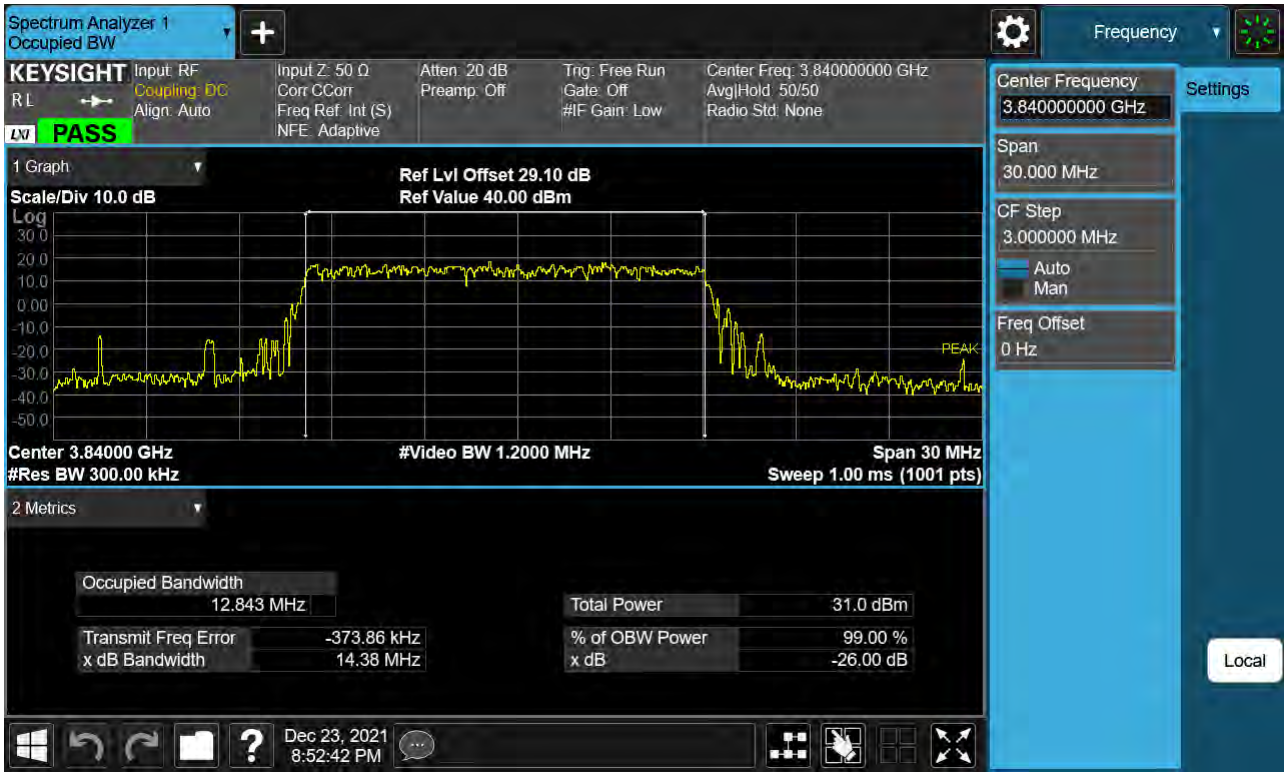 Spectrum Analyzer 1
Occupied BW
+
Frequency
KEYSIGHT
RL
LXI
PASS
Input: RF
Coupling: DC
Align: Auto
Input Z: 50 Ω
Corr CCorr
Freq Ref: Int (S)
NFE: Adaptive
Atten: 20 dB
Preamp: Off
Trig: Free Run
Gate: Off
#IF Gain: Low
Center Freq: 3.840000000 GHz
Avg|Hold: 50/50
Radio Std: None
Center Frequency
3.840000000 GHz
Settings
Span
30.000 MHz
CF Step
3.000000 MHz
Auto
Man
Freq Offset
0 Hz
1 Graph
Scale/Div 10.0 dB
Ref Lvl Offset 29.10 dB
Ref Value 40.00 dBm
Log
30.0
20.0
10.0
0.00
-10.0
-20.0
-30.0
-40.0
-50.0
PEAK
Center 3.84000 GHz
#Res BW 300.00 kHz
#Video BW 1.2000 MHz
Span 30 MHz
Sweep 1.00 ms (1001 pts)
2 Metrics
Occupied Bandwidth
12.843 MHz
Transmit Freq Error -373.86 kHz
x dB Bandwidth 14.38 MHz
Total Power 31.0 dBm
% of OBW Power 99.00 %
x dB -26.00 dB
Local
?
Dec 23, 2021
8:52:42 PM